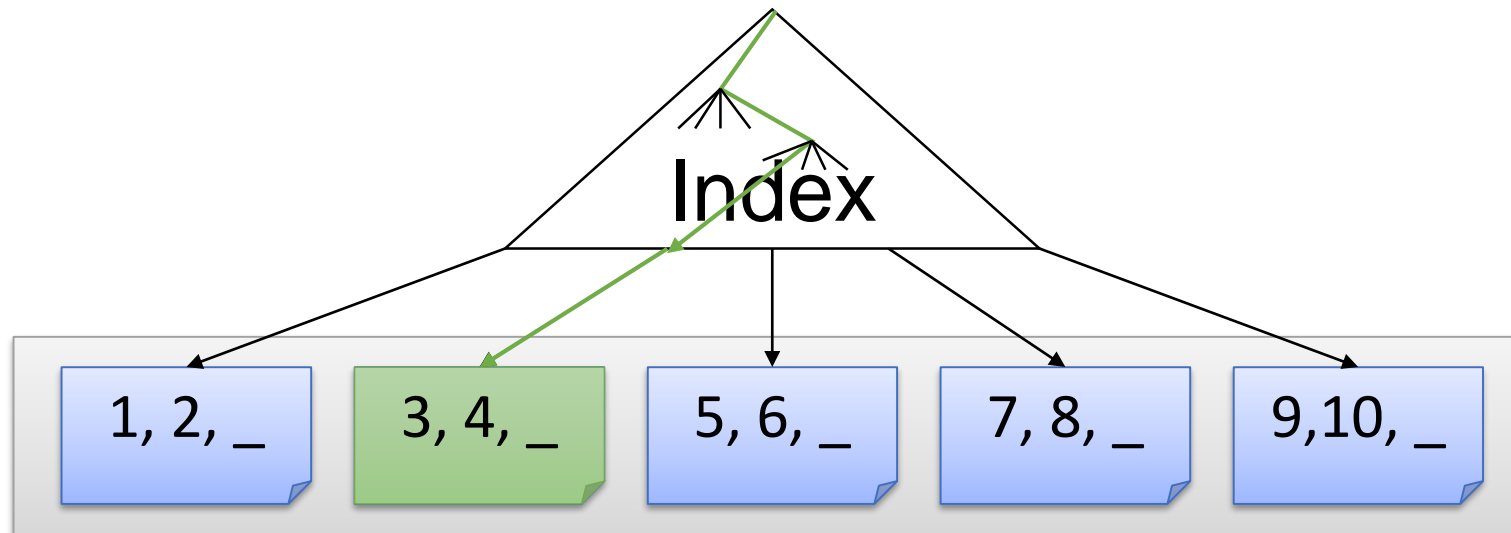 Index
1, 2, _
3, 4, _
5, 6, _
7, 8, _
9,10, _